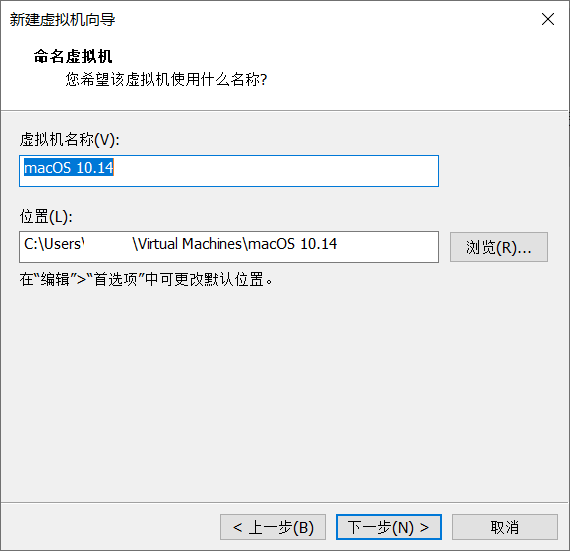 新建虚拟机向导
命名虚拟机
您希望该虚拟机使用什么名称?
虚拟机名称(V):
macOS 10.14
位置(L):
C:\Users\ \Virtual Machines\macOS 10.14
浏览(R)...
在“编辑”>“首选项”中可更改默认位置。
< 上一步(B)
下一步(N) >
取消